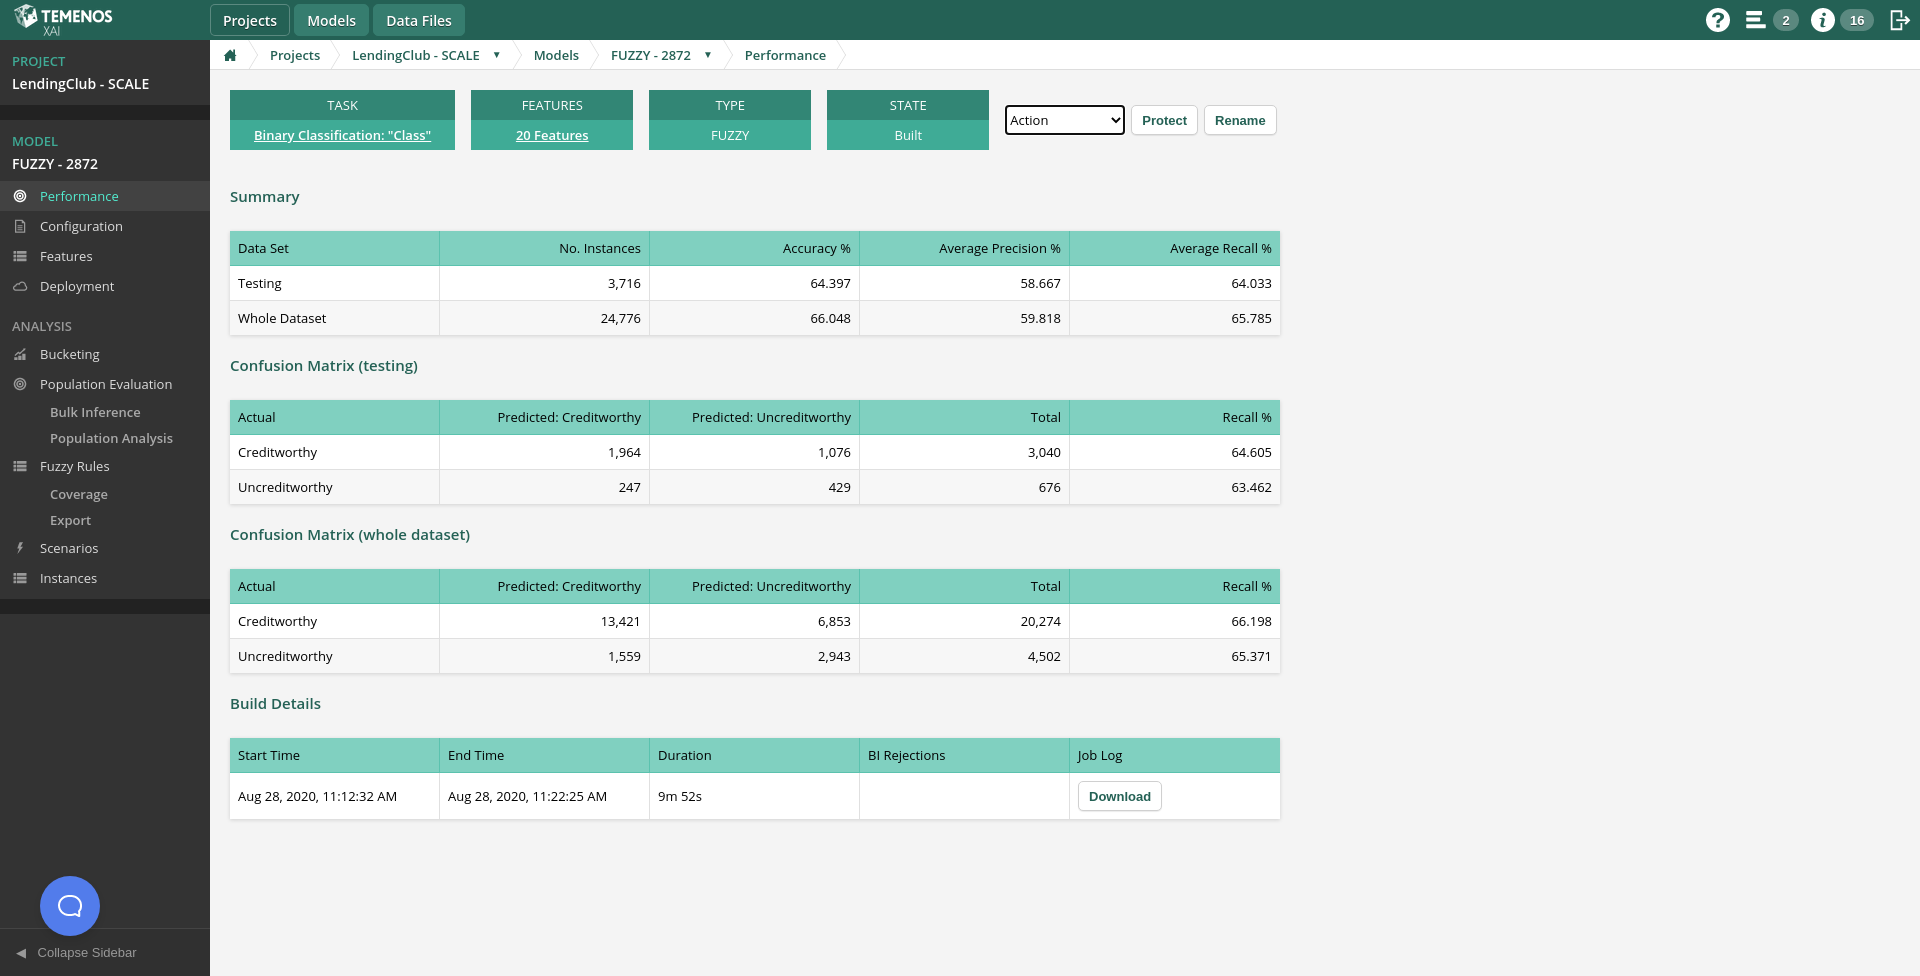 TEMENOS
XAI
Projects Models Data Files
? 2 i 16
PROJECT
LendingClub - SCALE
MODEL
FUZZY - 2872
Performance
Configuration
Features
Deployment
ANALYSIS
Bucketing
Population Evaluation
Bulk Inference
Population Analysis
Fuzzy Rules
Coverage
Export
Scenarios
Instances
Collapse Sidebar
Projects LendingClub - SCALE Models FUZZY - 2872 Performance
TASK FEATURES TYPE STATE
Binary Classification: "Class" 20 Features FUZZY Built
Action Protect Rename
Summary
Data Set No. Instances Accuracy % Average Precision % Average Recall %
Testing 3,716 64.397 58.667 64.033
Whole Dataset 24,776 66.048 59.818 65.785
Confusion Matrix (testing)
Actual Predicted: Creditworthy Predicted: Uncreditworthy Total Recall %
Creditworthy 1,964 1,076 3,040 64.605
Uncreditworthy 247 429 676 63.462
Confusion Matrix (whole dataset)
Actual Predicted: Creditworthy Predicted: Uncreditworthy Total Recall %
Creditworthy 13,421 6,853 20,274 66.198
Uncreditworthy 1,559 2,943 4,502 65.371
Build Details
Start Time End Time Duration BI Rejections Job Log
Aug 28, 2020, 11:12:32 AM Aug 28, 2020, 11:22:25 AM 9m 52s Download